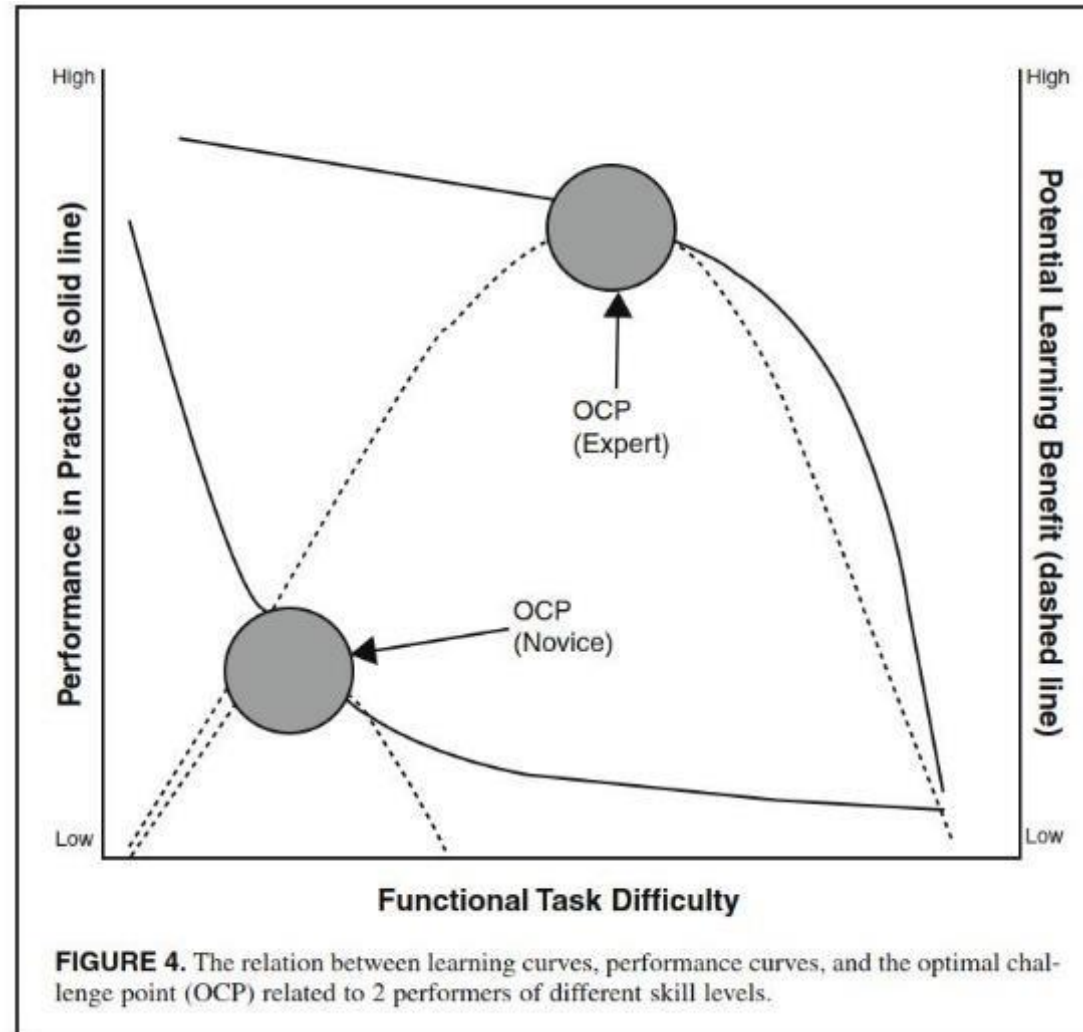 High
High
Performance in Practice (solid line)
Potential Learning Benefit (dashed line)
OCP
(Expert)
OCP
(Novice)
Low
Low
Functional Task Difficulty
FIGURE 4. The relation between learning curves, performance curves, and the optimal chal-
lenge point (OCP) related to 2 performers of different skill levels.